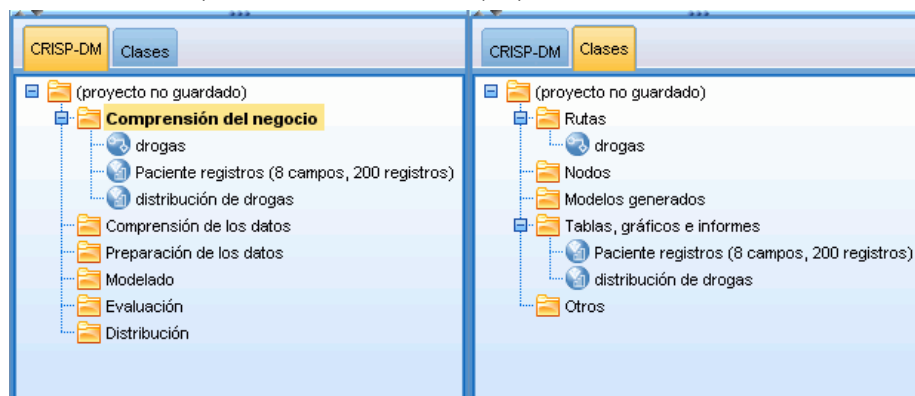 CRISP-DM Clases
(proyecto no guardado)
Comprensión del negocio
drogas
Paciente registros (8 campos, 200 registros)
distribución de drogas
Comprensión de los datos
Preparación de los datos
Modelado
Evaluación
Distribución
CRISP-DM Clases
(proyecto no guardado)
Rutas
drogas
Nodos
Modelos generados
Tablas, gráficos e informes
Paciente registros (8 campos, 200 registros)
distribución de drogas
Otros